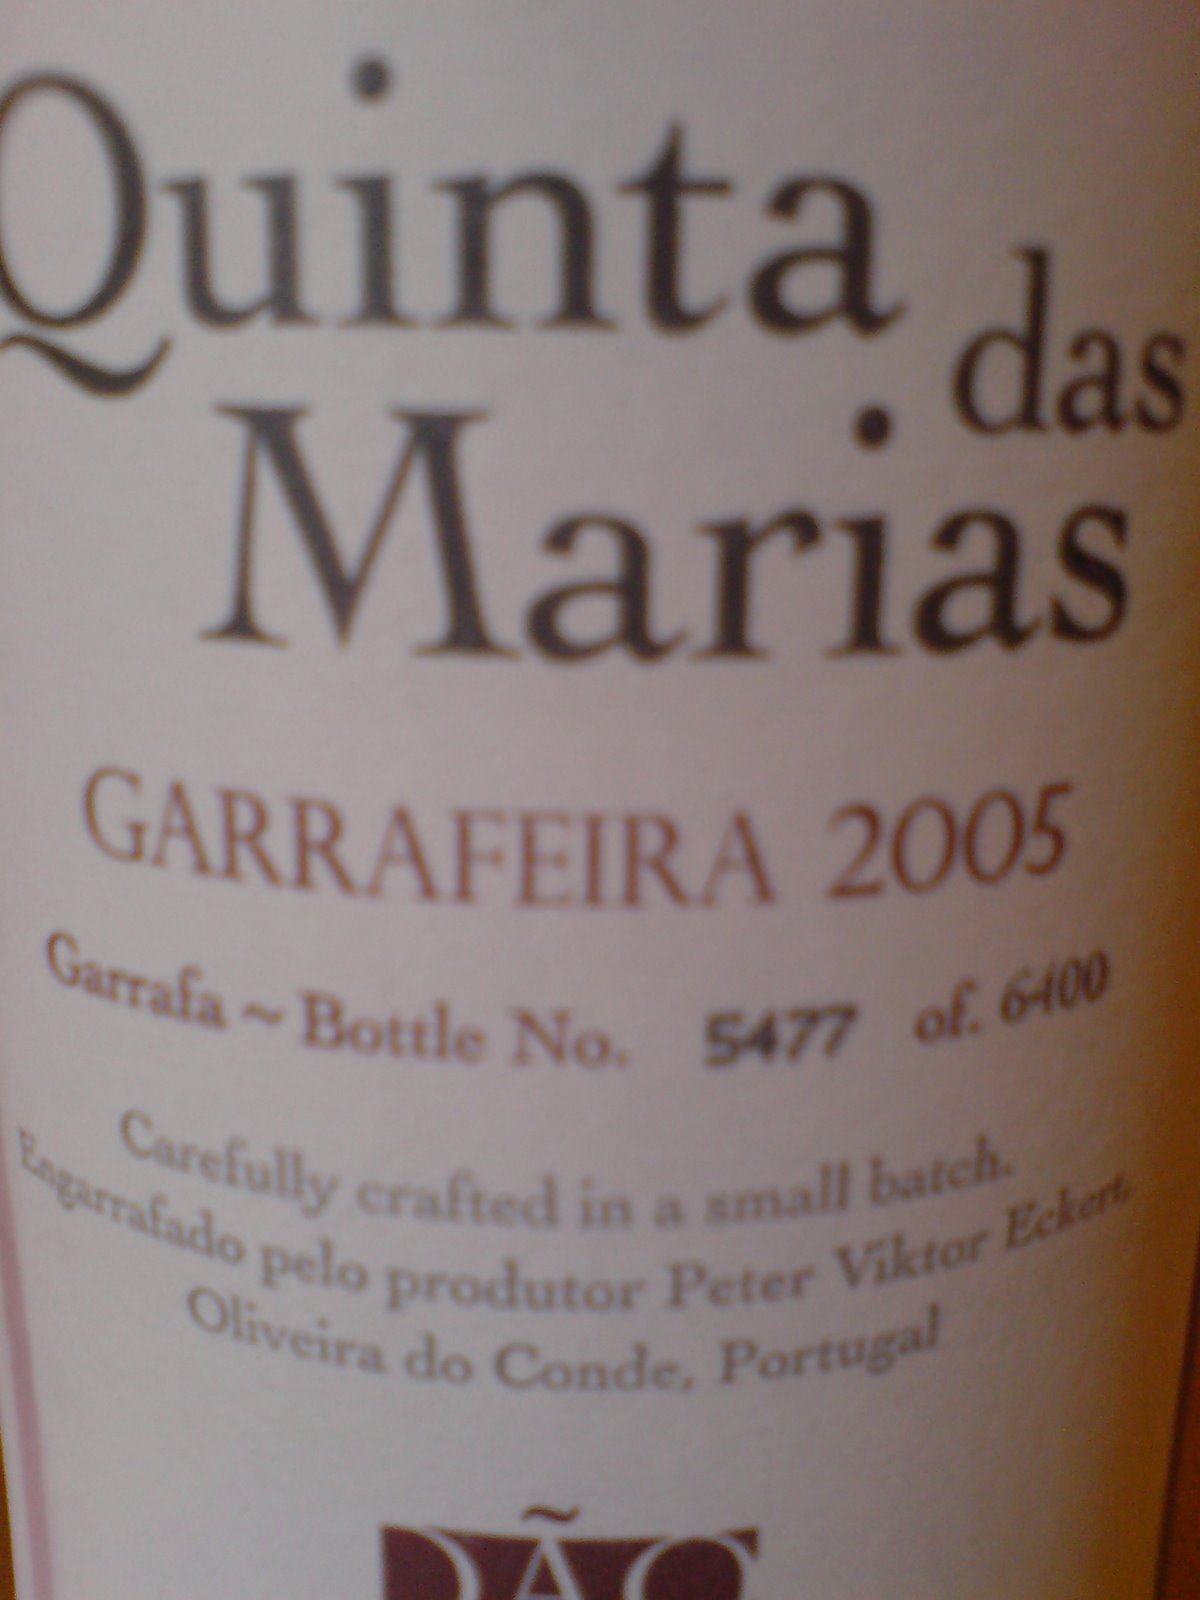 Quinta das
Marias
GARRAFEIRA 2005
Garrafa ~ Bottle No. 5477 of. 6400
Carefully crafted in a small batch.
Engarrafado pelo produtor Peter Viktor Eckert,
Oliveira do Conde, Portugal
DÃO